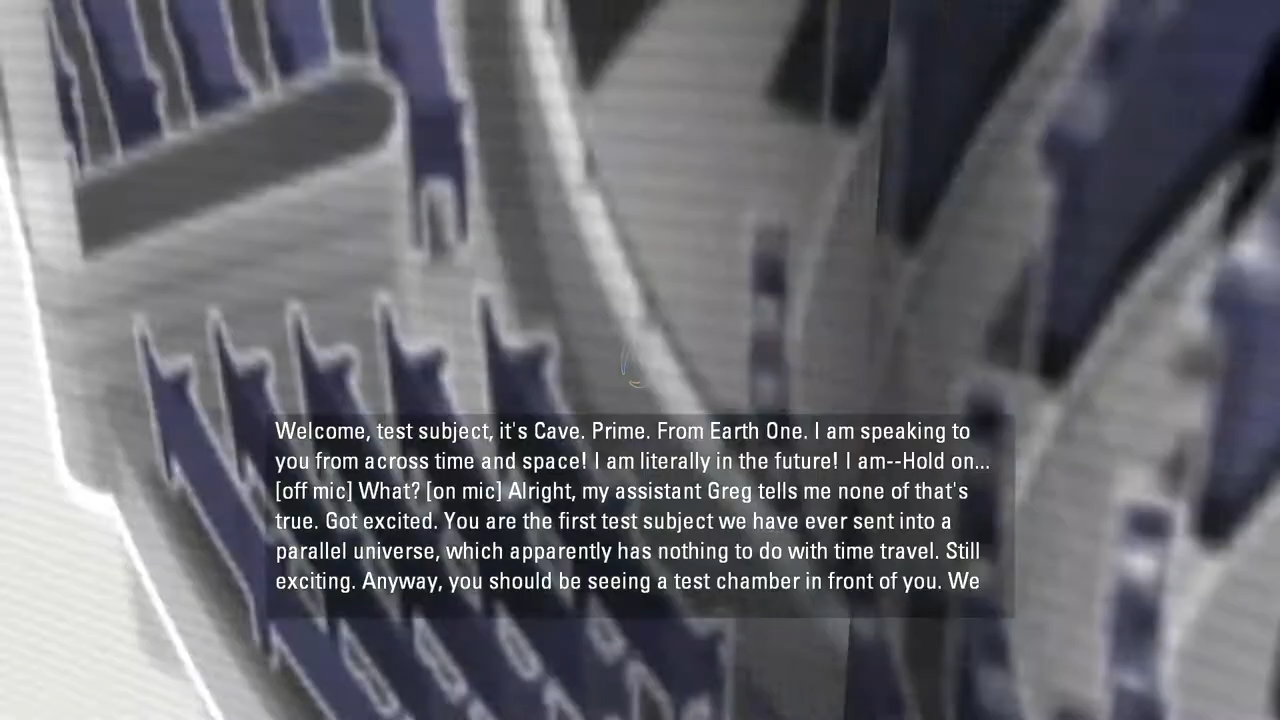 Welcome, test subject, it's Cave. Prime. From Earth One. I am speaking to
you from across time and space! I am literally in the future! I am--Hold on...
[off mic] What? [on mic] Alright, my assistant Greg tells me none of that's
true. Got excited. You are the first test subject we have ever sent into a
parallel universe, which apparently has nothing to do with time travel. Still
exciting. Anyway, you should be seeing a test chamber in front of you. We